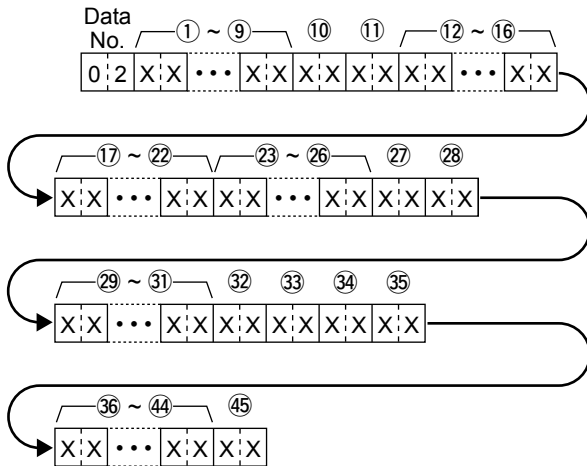 Data
No. ① ~ ⑨ ⑩ ⑪ ⑫ ~ ⑯
0 2 X X ••• X X X X X X X X ••• X X
⑰ ~ ㉒ ㉓ ~ ㉖ ㉗ ㉘
X X ••• X X X X ••• X X X X X X
㉙ ~ ㉛ ㉜ ㉝ ㉞ ㉟
X X ••• X X X X X X X X X X
㊱ ~ ㊹ ㊺
X X ••• X X X X